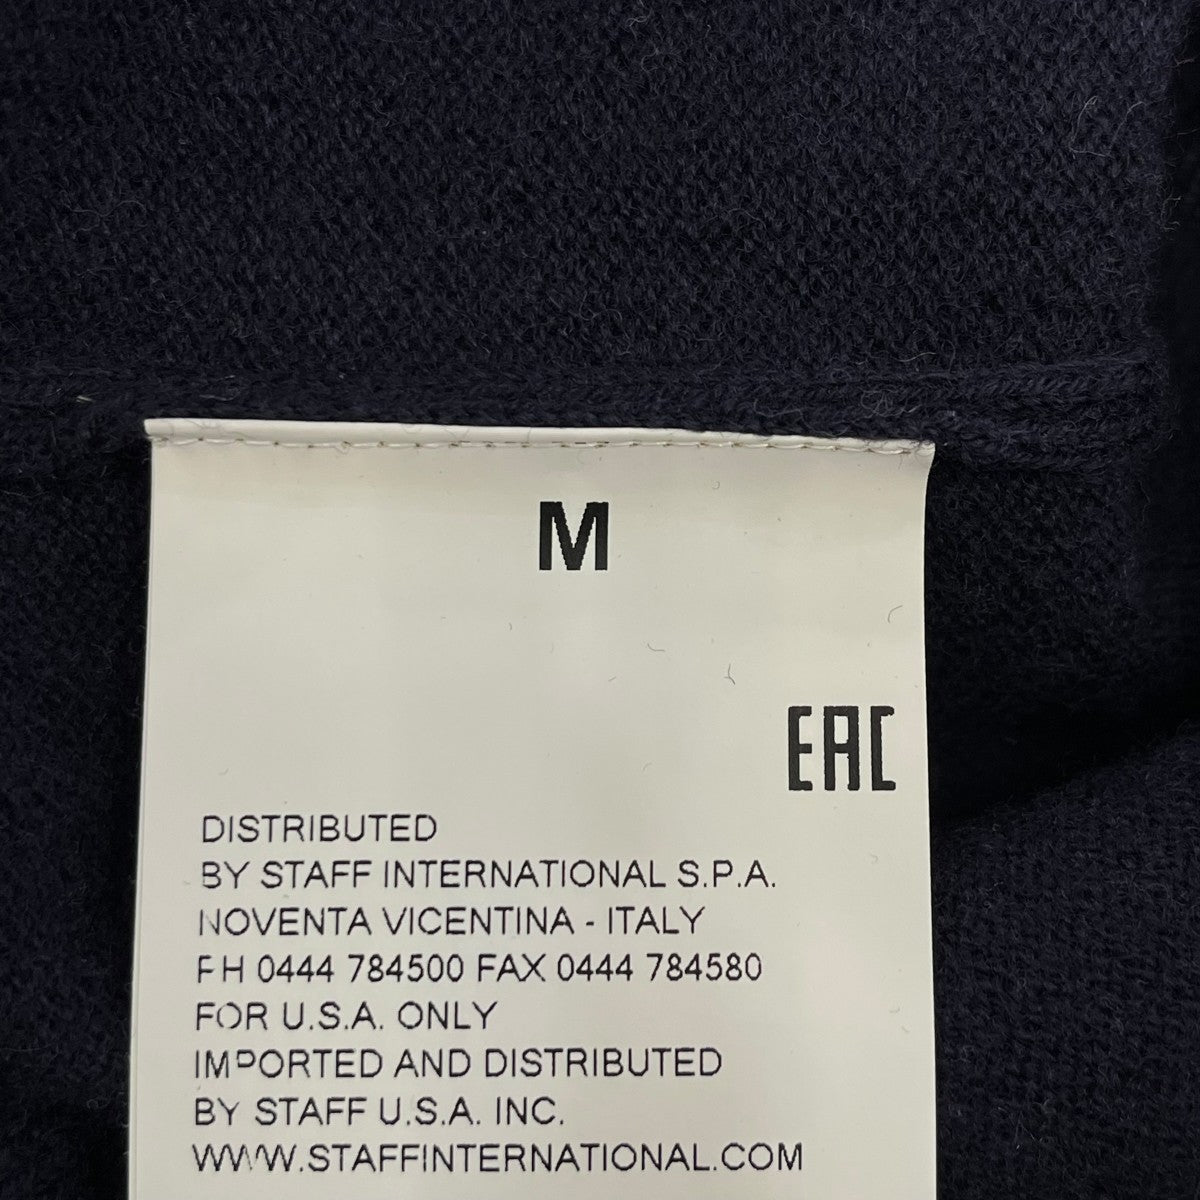 M
EAC
DISTRIBUTED
BY STAFF INTERNATIONAL S.P.A.
NOVENTA VICENTINA - ITALY
PH 0444 784500 FAX 0444 784580
FOR U.S.A. ONLY
IMPORTED AND DISTRIBUTED
BY STAFF U.S.A. INC.
WWW.STAFFINTERNATIONAL.COM